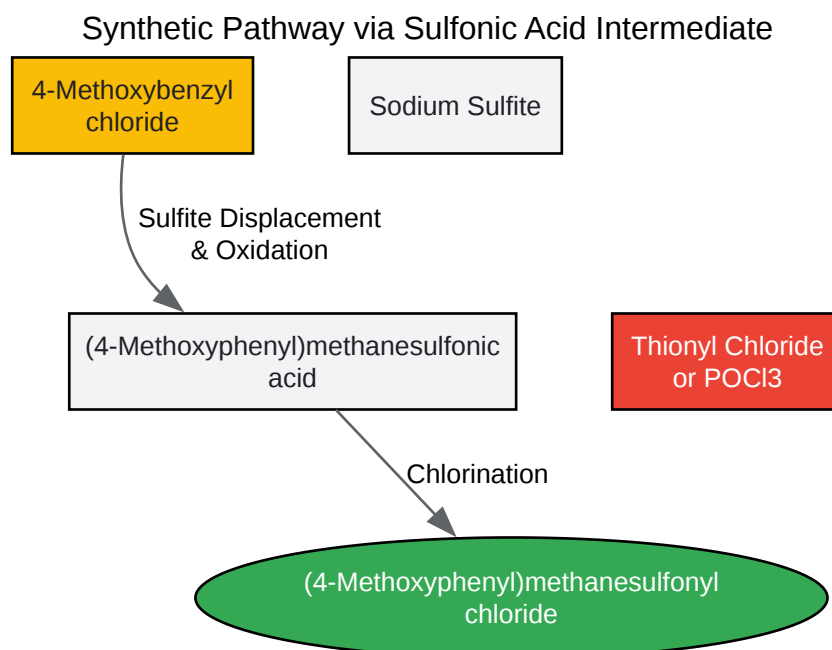 Synthetic Pathway via Sulfonic Acid Intermediate
4-Methoxybenzyl
chloride
Sodium Sulfite
Sulfite Displacement
& Oxidation
(4-Methoxyphenyl)methanesulfonic
acid
Thionyl Chloride
or POCl3
Chlorination
(4-Methoxyphenyl)methanesulfonyl
chloride